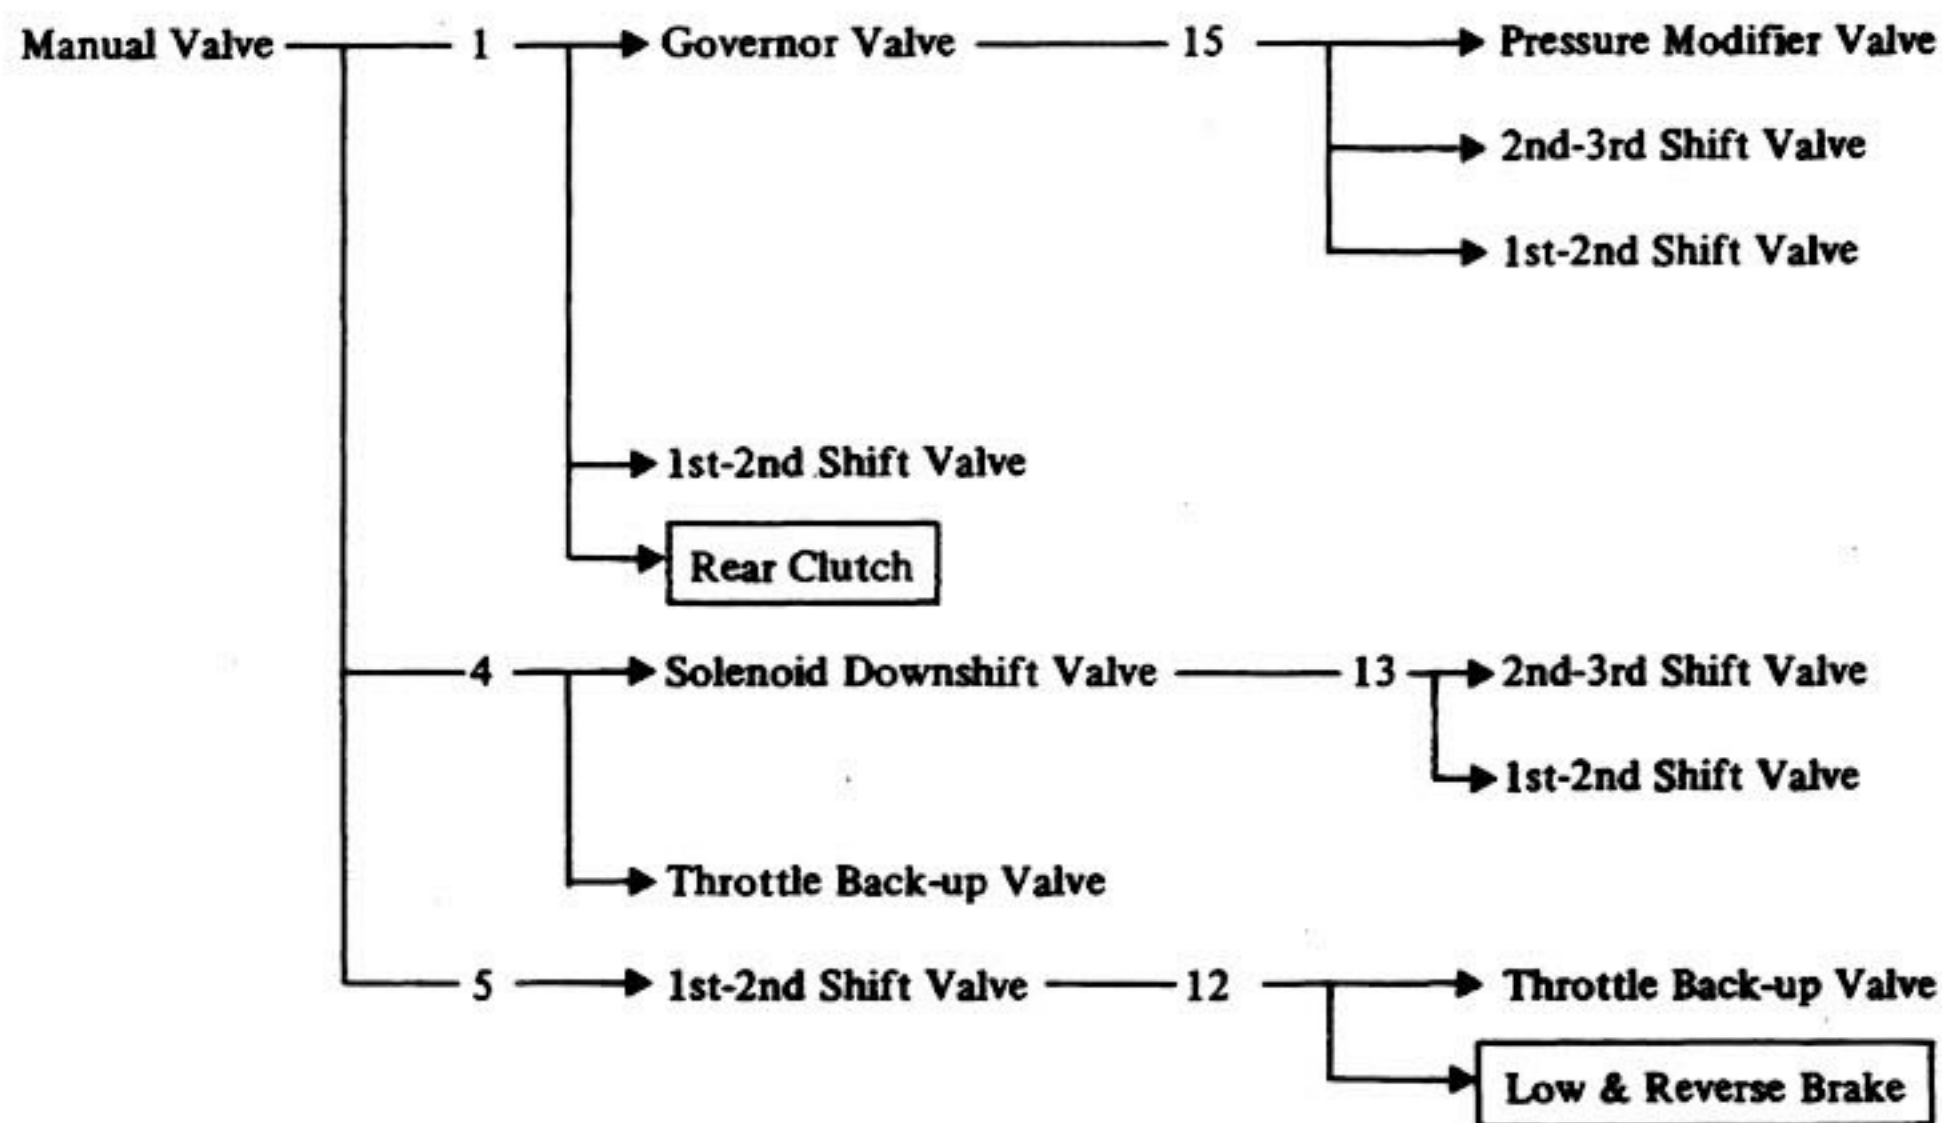 Manual Valve 1 Governor Valve 15 Pressure Modifier Valve
2nd-3rd Shift Valve
1st-2nd Shift Valve
1st-2nd Shift Valve
Rear Clutch
4 Solenoid Downshift Valve 13 2nd-3rd Shift Valve
1st-2nd Shift Valve
Throttle Back-up Valve
5 1st-2nd Shift Valve 12 Throttle Back-up Valve
Low & Reverse Brake